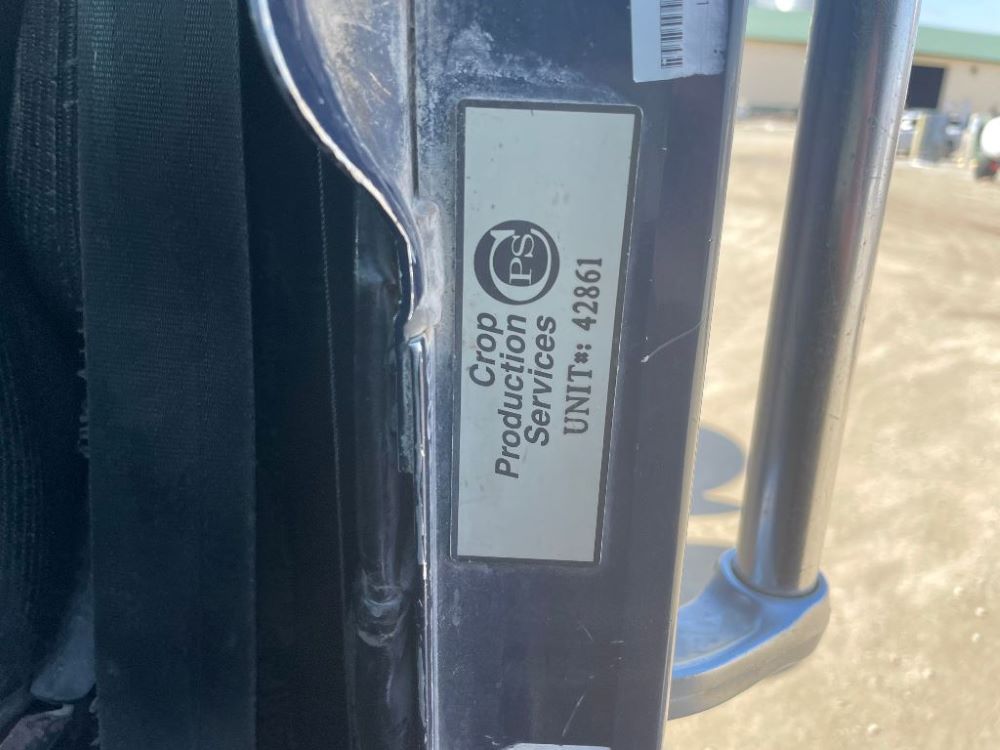 CPS
Crop
Production
Services
UNIT#: 42861